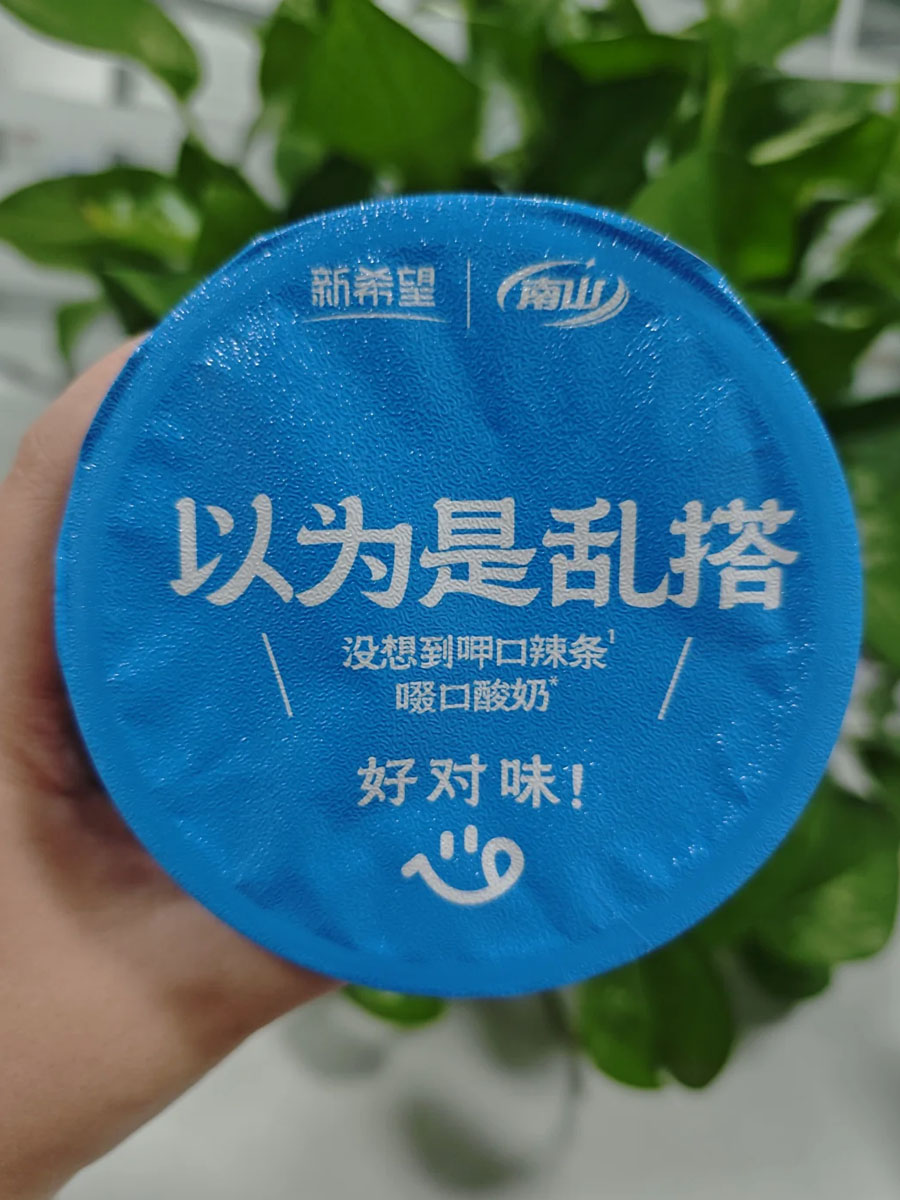 新希望 南山
以为是乱搭
没想到呷口辣条¹
啜口酸奶*
好对味!